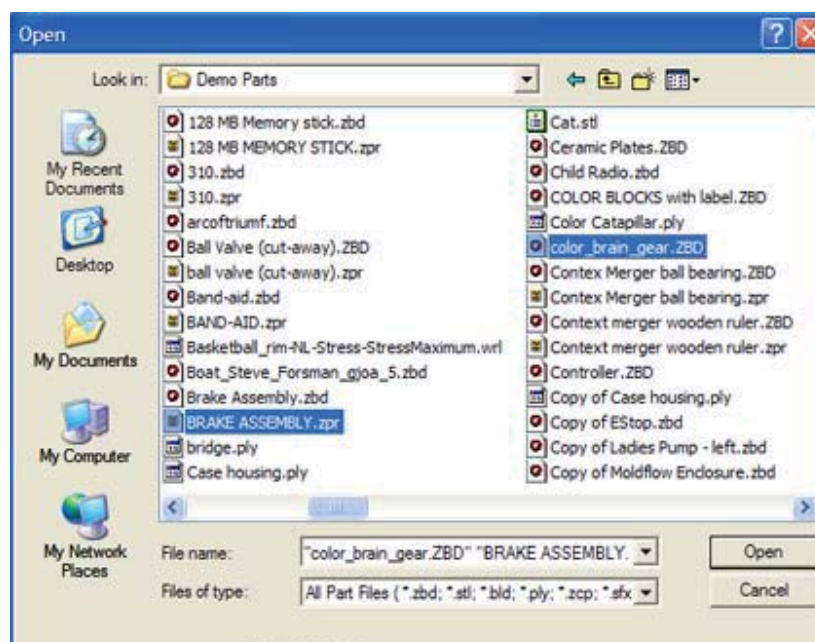 Open
Look in:
Demo Parts
My Recent
Documents
Desktop
My Documents
My Computer
My Network
Places
128 MB Memory stick.zbd
128 MB MEMORY STICK.zpr
310.zbd
310.zpr
arcoftriumf.zbd
Ball Valve (cut-away).ZBD
ball valve (cut-away).zpr
Band-aid.zbd
BAND-AID.zpr
Basketball_rim-NL-Stress-StressMaximum.wrl
Boat_Steve_Forsman_gjoa_5.zbd
Brake Assembly.zbd
BRAKE ASSEMBLY.zpr
bridge.ply
Case housing.ply
Cat.stl
Ceramic Plates.ZBD
Child Radio.zbd
COLOR BLOCKS with label.ZBD
Color Catapillar.ply
color_brain_gear.ZBD
Contex Merger ball bearing.ZBD
Contex Merger ball bearing.zpr
Context merger wooden ruler.ZBD
Context merger wooden ruler.zpr
Controller.ZBD
Copy of Case housing.ply
Copy of EStop.zbd
Copy of Ladies Pump - left.zbd
Copy of Moldflow Enclosure.zbd
File name:
"color_brain_gear.ZBD" "BRAKE ASSEMBLY.
Open
Files of type:
All Part Files ( *.zbd; *.stl; *.bld; *.ply; *.zcp; *.sfx
Cancel